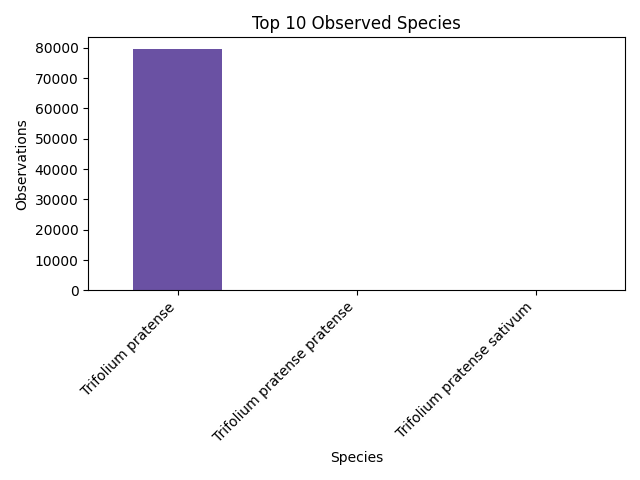 Top 10 Observed Species
Observations
80000
70000
60000
50000
40000
30000
20000
10000
0
Trifolium pratense
Trifolium pratense pratense
Trifolium pratense sativum
Species